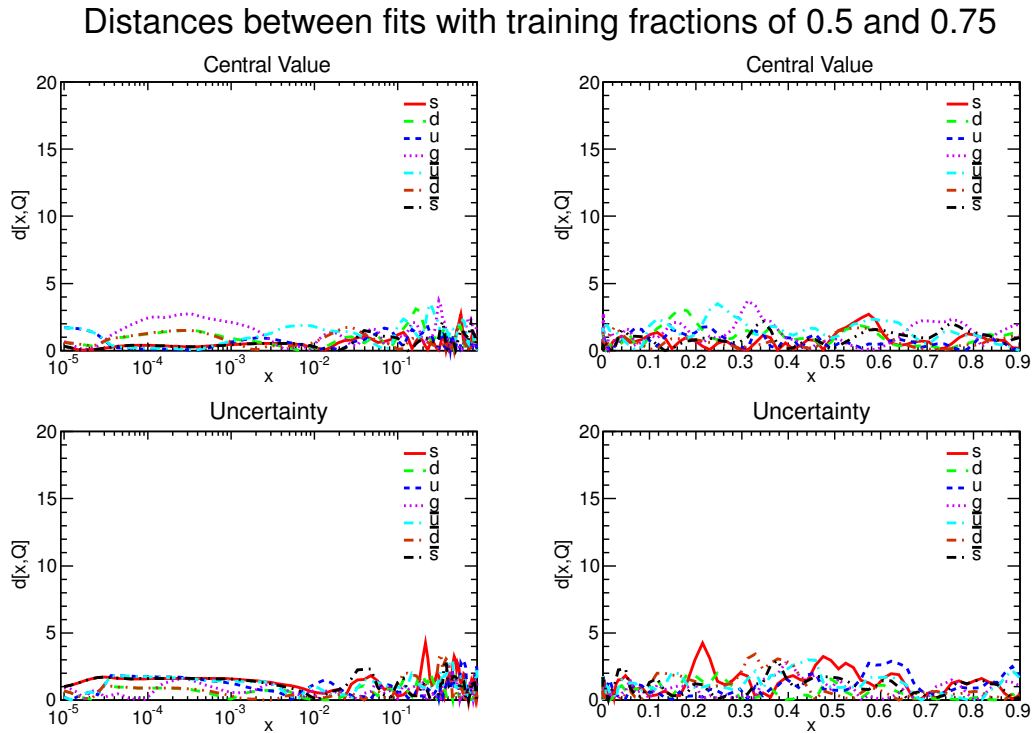 Distances between fits with training fractions of 0.5 and 0.75
Central Value
20
15
10
5
0
d[x,Q]
s
d
u
g
u̅
d̅
s̅
10⁻⁵ 10⁻⁴ 10⁻³ 10⁻² 10⁻¹
x
Central Value
20
15
10
5
0
d[x,Q]
s
d
u
g
u̅
d̅
s̅
0 0.1 0.2 0.3 0.4 0.5 0.6 0.7 0.8 0.9
x
Uncertainty
20
15
10
5
0
d[x,Q]
s
d
u
g
u̅
d̅
s̅
10⁻⁵ 10⁻⁴ 10⁻³ 10⁻² 10⁻¹
x
Uncertainty
20
15
10
5
0
d[x,Q]
s
d
u
g
u̅
d̅
s̅
0 0.1 0.2 0.3 0.4 0.5 0.6 0.7 0.8 0.9
x